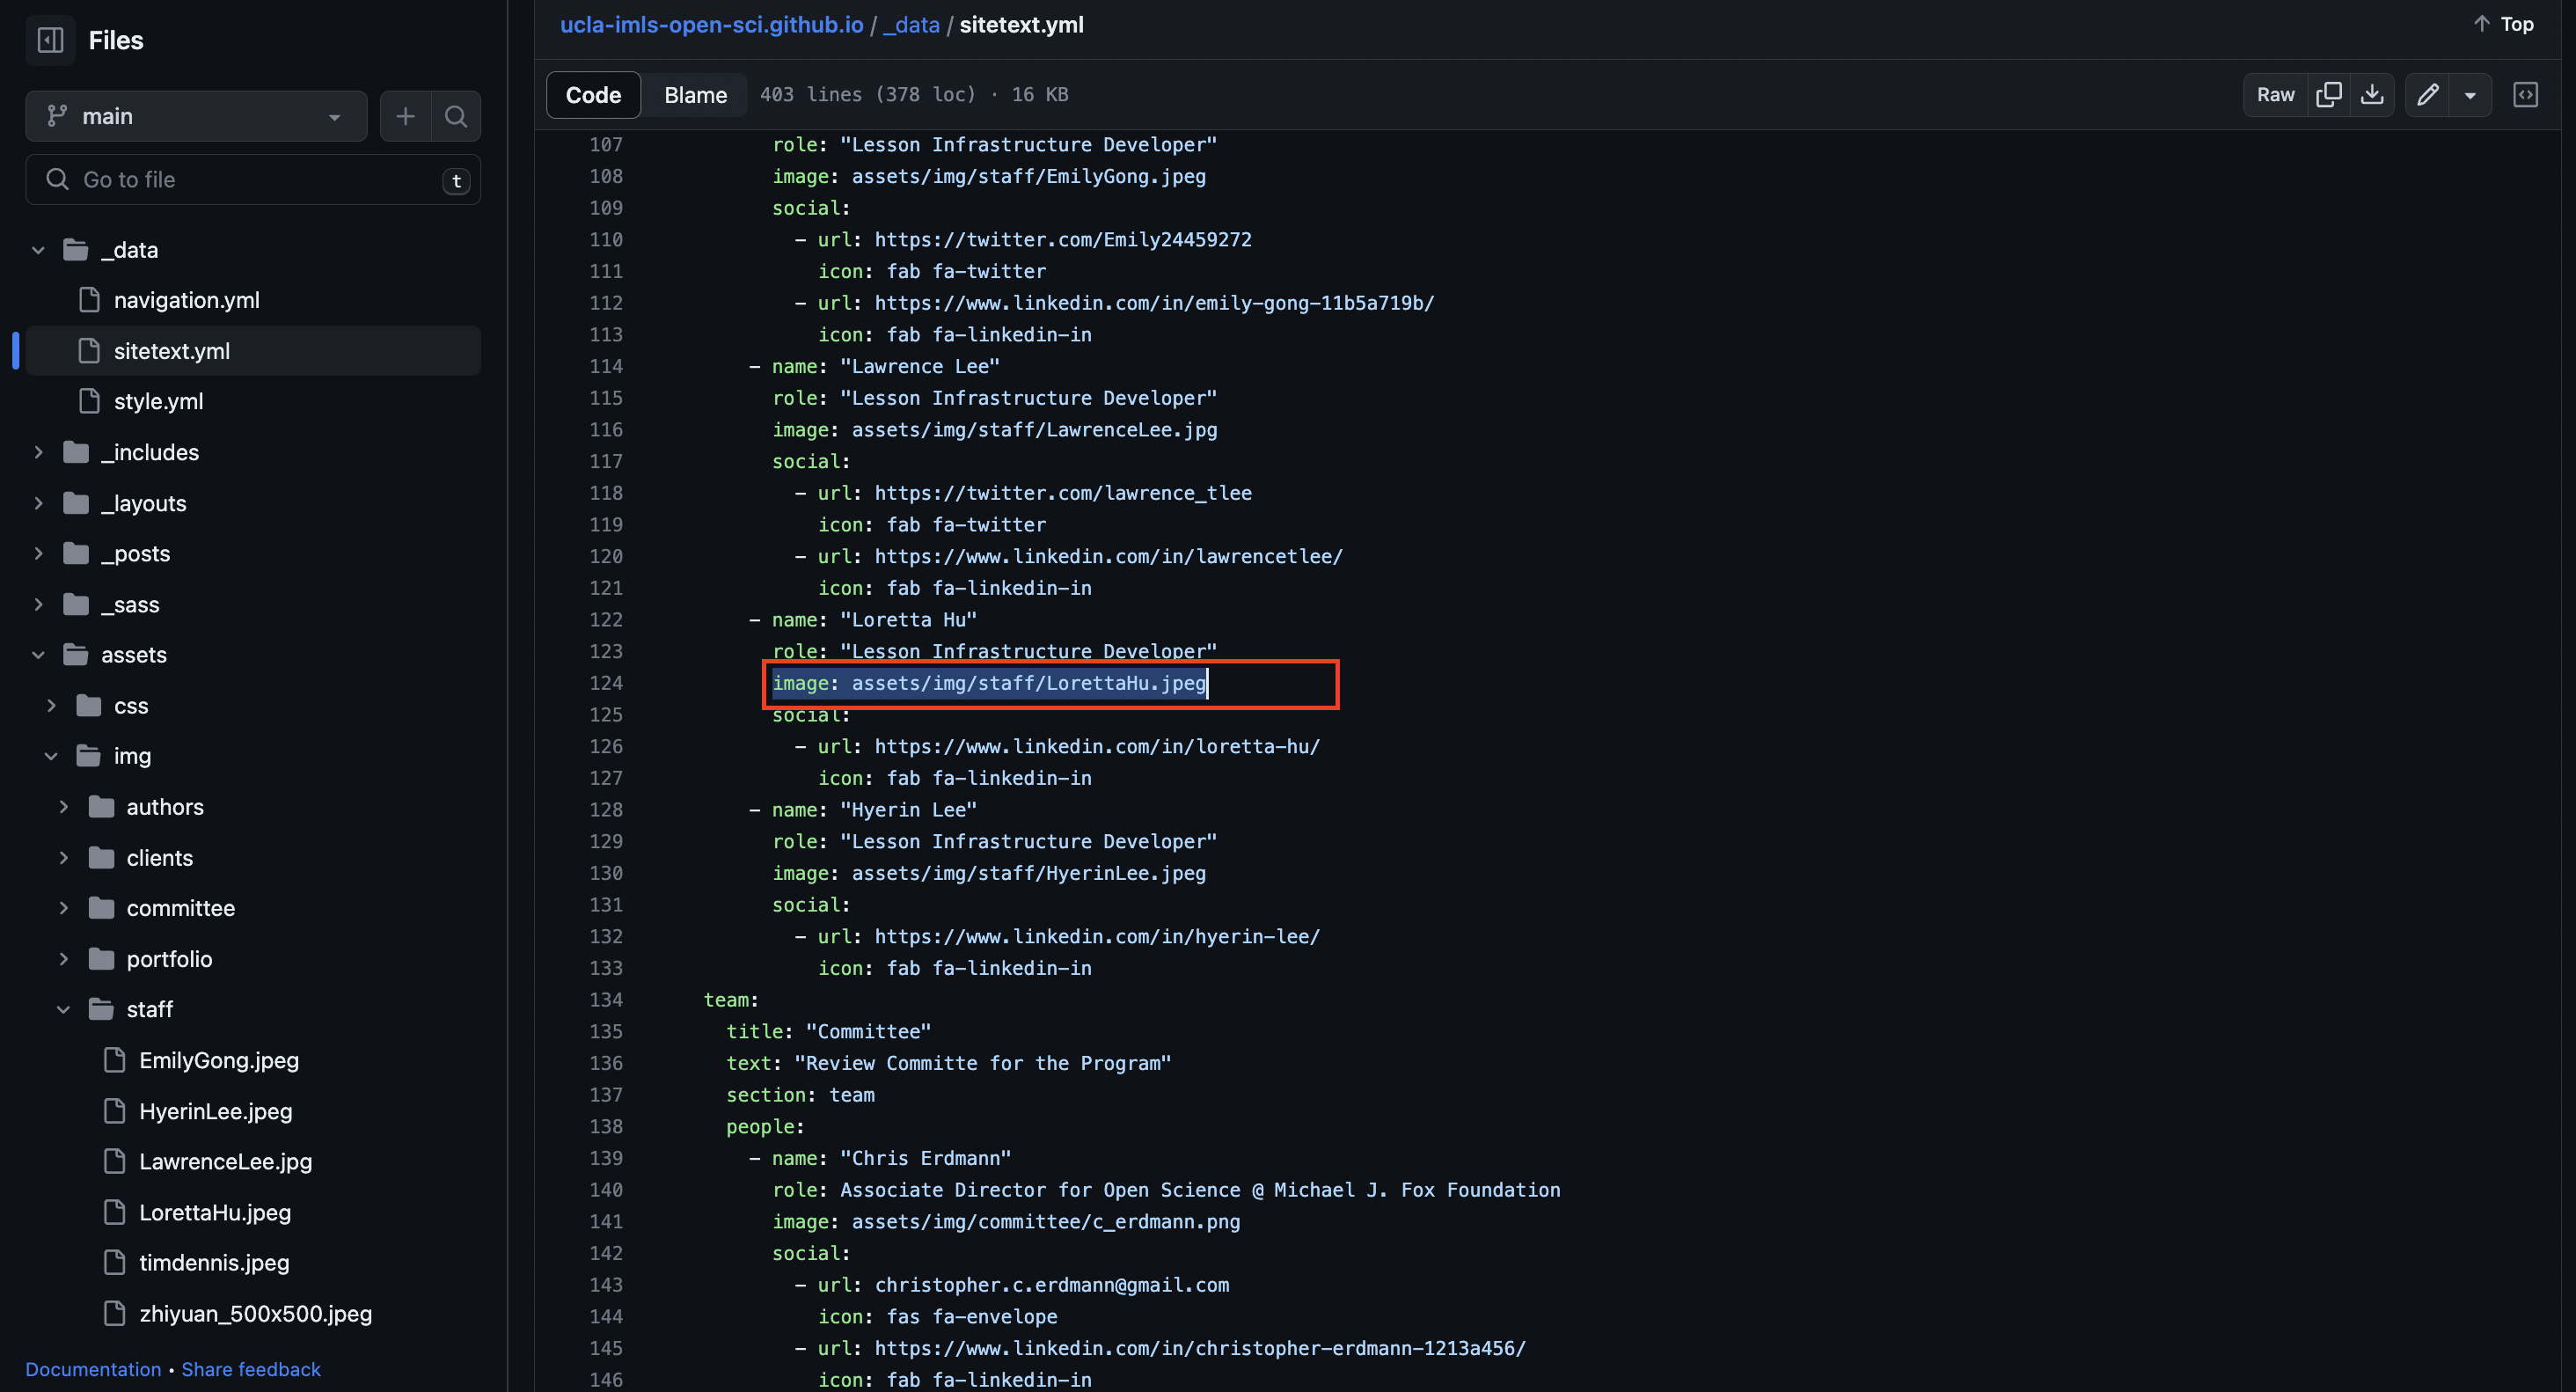 Files
main
Go to file
t
_data
navigation.yml
sitetext.yml
style.yml
_includes
_layouts
_posts
_sass
assets
css
img
authors
clients
committee
portfolio
staff
EmilyGong.jpeg
HyerinLee.jpeg
LawrenceLee.jpg
LorettaHu.jpeg
timdennis.jpeg
zhiyuan_500x500.jpeg
Documentation • Share feedback
ucla-imls-open-sci.github.io / _data / sitetext.yml
Top
Code Blame 403 lines (378 loc) · 16 KB
Raw
107 role: "Lesson Infrastructure Developer"
108 image: assets/img/staff/EmilyGong.jpeg
109 social:
110 - url: https://twitter.com/Emily24459272
111 icon: fab fa-twitter
112 - url: https://www.linkedin.com/in/emily-gong-11b5a719b/
113 icon: fab fa-linkedin-in
114 - name: "Lawrence Lee"
115 role: "Lesson Infrastructure Developer"
116 image: assets/img/staff/LawrenceLee.jpg
117 social:
118 - url: https://twitter.com/lawrence_tlee
119 icon: fab fa-twitter
120 - url: https://www.linkedin.com/in/lawrencetlee/
121 icon: fab fa-linkedin-in
122 - name: "Loretta Hu"
123 role: "Lesson Infrastructure Developer"
124 image: assets/img/staff/LorettaHu.jpeg
125 social:
126 - url: https://www.linkedin.com/in/loretta-hu/
127 icon: fab fa-linkedin-in
128 - name: "Hyerin Lee"
129 role: "Lesson Infrastructure Developer"
130 image: assets/img/staff/HyerinLee.jpeg
131 social:
132 - url: https://www.linkedin.com/in/hyerin-lee/
133 icon: fab fa-linkedin-in
134 team:
135 title: "Committee"
136 text: "Review Committe for the Program"
137 section: team
138 people:
139 - name: "Chris Erdmann"
140 role: Associate Director for Open Science @ Michael J. Fox Foundation
141 image: assets/img/committee/c_erdmann.png
142 social:
143 - url: christopher.c.erdmann@gmail.com
144 icon: fas fa-envelope
145 - url: https://www.linkedin.com/in/christopher-erdmann-1213a456/
146 icon: fab fa-linkedin-in